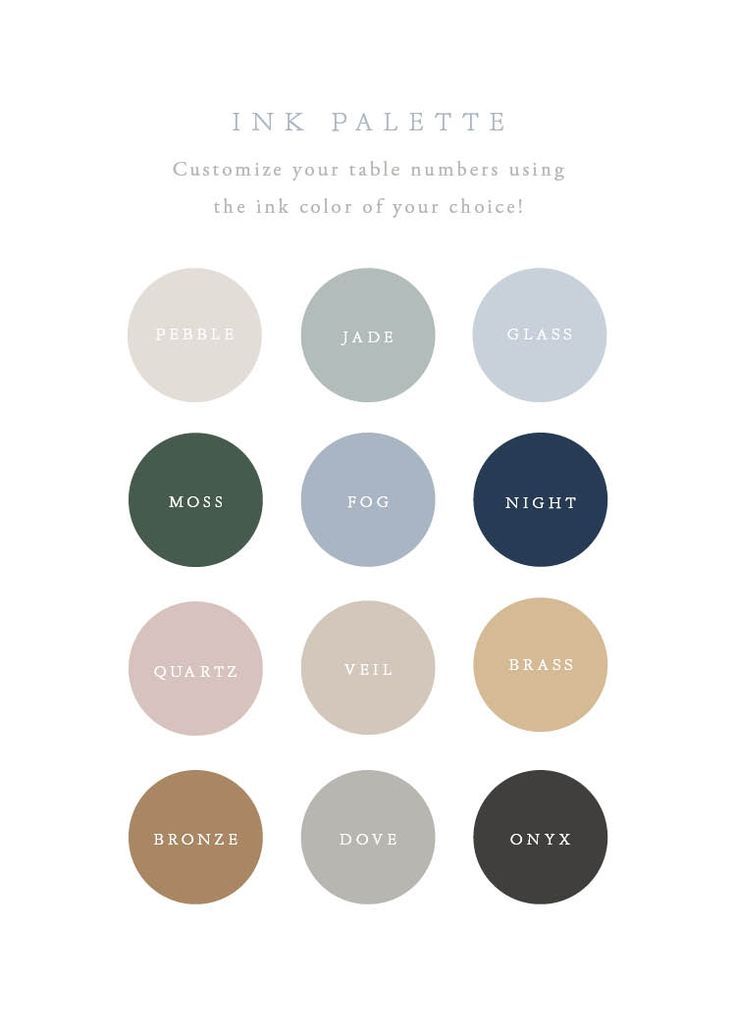 INK PALETTE
Customize your table numbers using
the ink color of your choice!
PEBBLE
JADE
GLASS
MOSS
FOG
NIGHT
QUARTZ
VEIL
BRASS
BRONZE
DOVE
ONYX